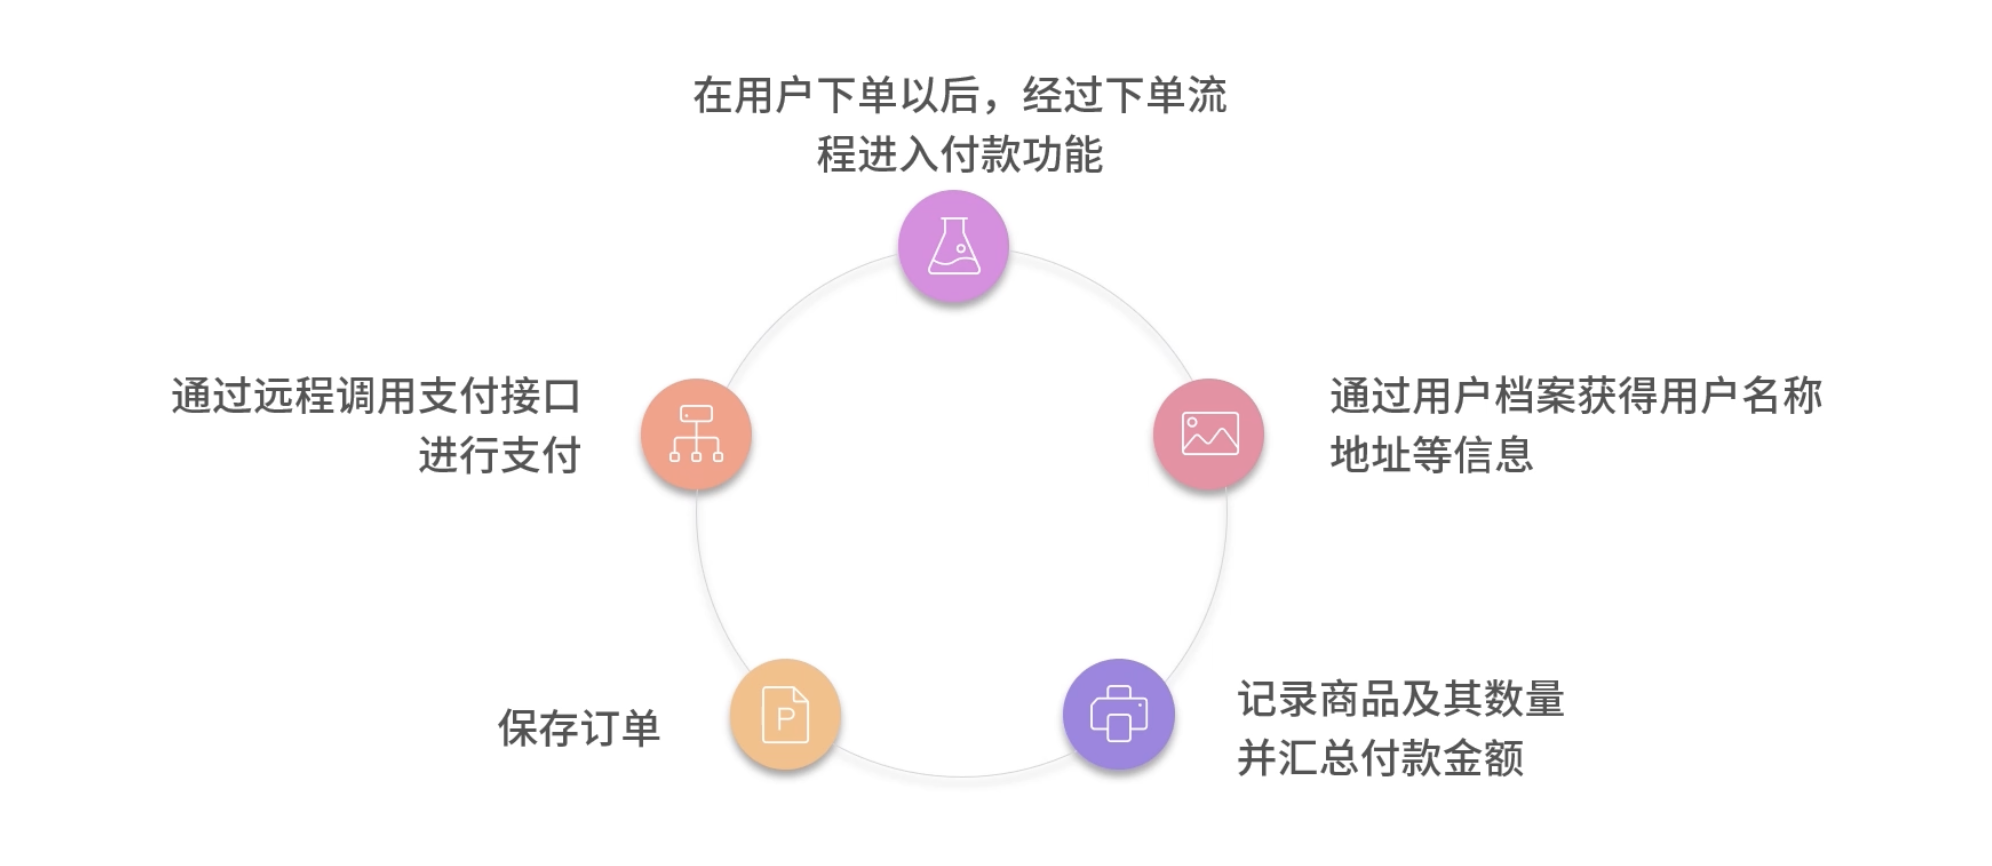 在用户下单以后，经过下单流
程进入付款功能
通过用户档案获得用户名称
地址等信息
记录商品及其数量
并汇总付款金额
P
保存订单
通过远程调用支付接口
进行支付